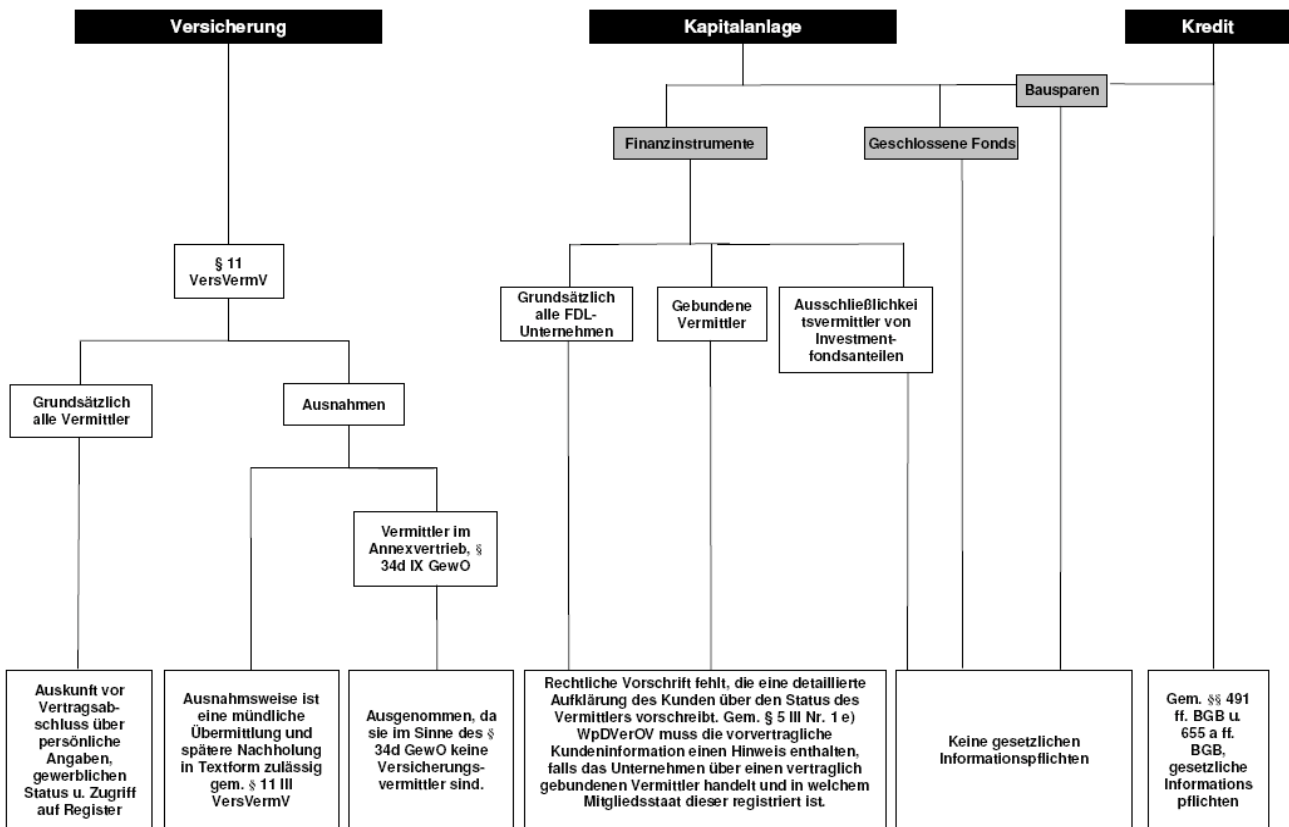 Versicherung
Kapitalanlage
Kredit
Bausparen
Finanzinstrumente
Geschlossene Fonds
§ 11
VersVermV
Grundsätzlich
alle FDL-
Unternehmen
Gebundene
Vermittler
Ausschließlichkei
tsvermittler von
Investment-
fondsanteilen
Grundsätzlich
alle Vermittler
Ausnahmen
Vermittler im
Annexvertrieb, §
34d IX GewO
Auskunft vor
Vertragsab-
schluss über
persönliche
Angaben,
gewerblichen
Status u. Zugriff
auf Register
Ausnahmsweise ist
eine mündliche
Übermittlung und
spätere Nachholung
in Textform zulässig
gem. § 11 III
VersVermV
Ausgenommen, da
sie im Sinne des §
34d GewO keine
Versicherungs-
vermittler sind.
Rechtliche Vorschrift fehlt, die eine detaillierte
Aufklärung des Kunden über den Status des
Vermittlers vorschreibt. Gem. § 5 III Nr. 1 e)
WpDVerOV muss die vorvertragliche
Kundeninformation einen Hinweis enthalten,
falls das Unternehmen über einen vertraglich
gebundenen Vermittler handelt und in welchem
Mitgliedsstaat dieser registriert ist.
Keine gesetzlichen
Informationspflichten
Gem. §§ 491
ff. BGB u.
655 a ff.
BGB,
gesetzliche
Informations
pflichten